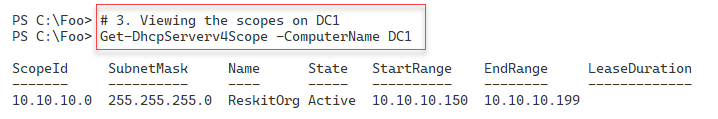 PS C:\Foo> # 3. Viewing the scopes on DC1
PS C:\Foo> Get-DhcpServerv4Scope -ComputerName DC1
ScopeId SubnetMask Name State StartRange EndRange LeaseDuration
------- ---------- ---- ----- ---------- -------- -------------
10.10.10.0 255.255.255.0 ReskitOrg Active 10.10.10.150 10.10.10.199